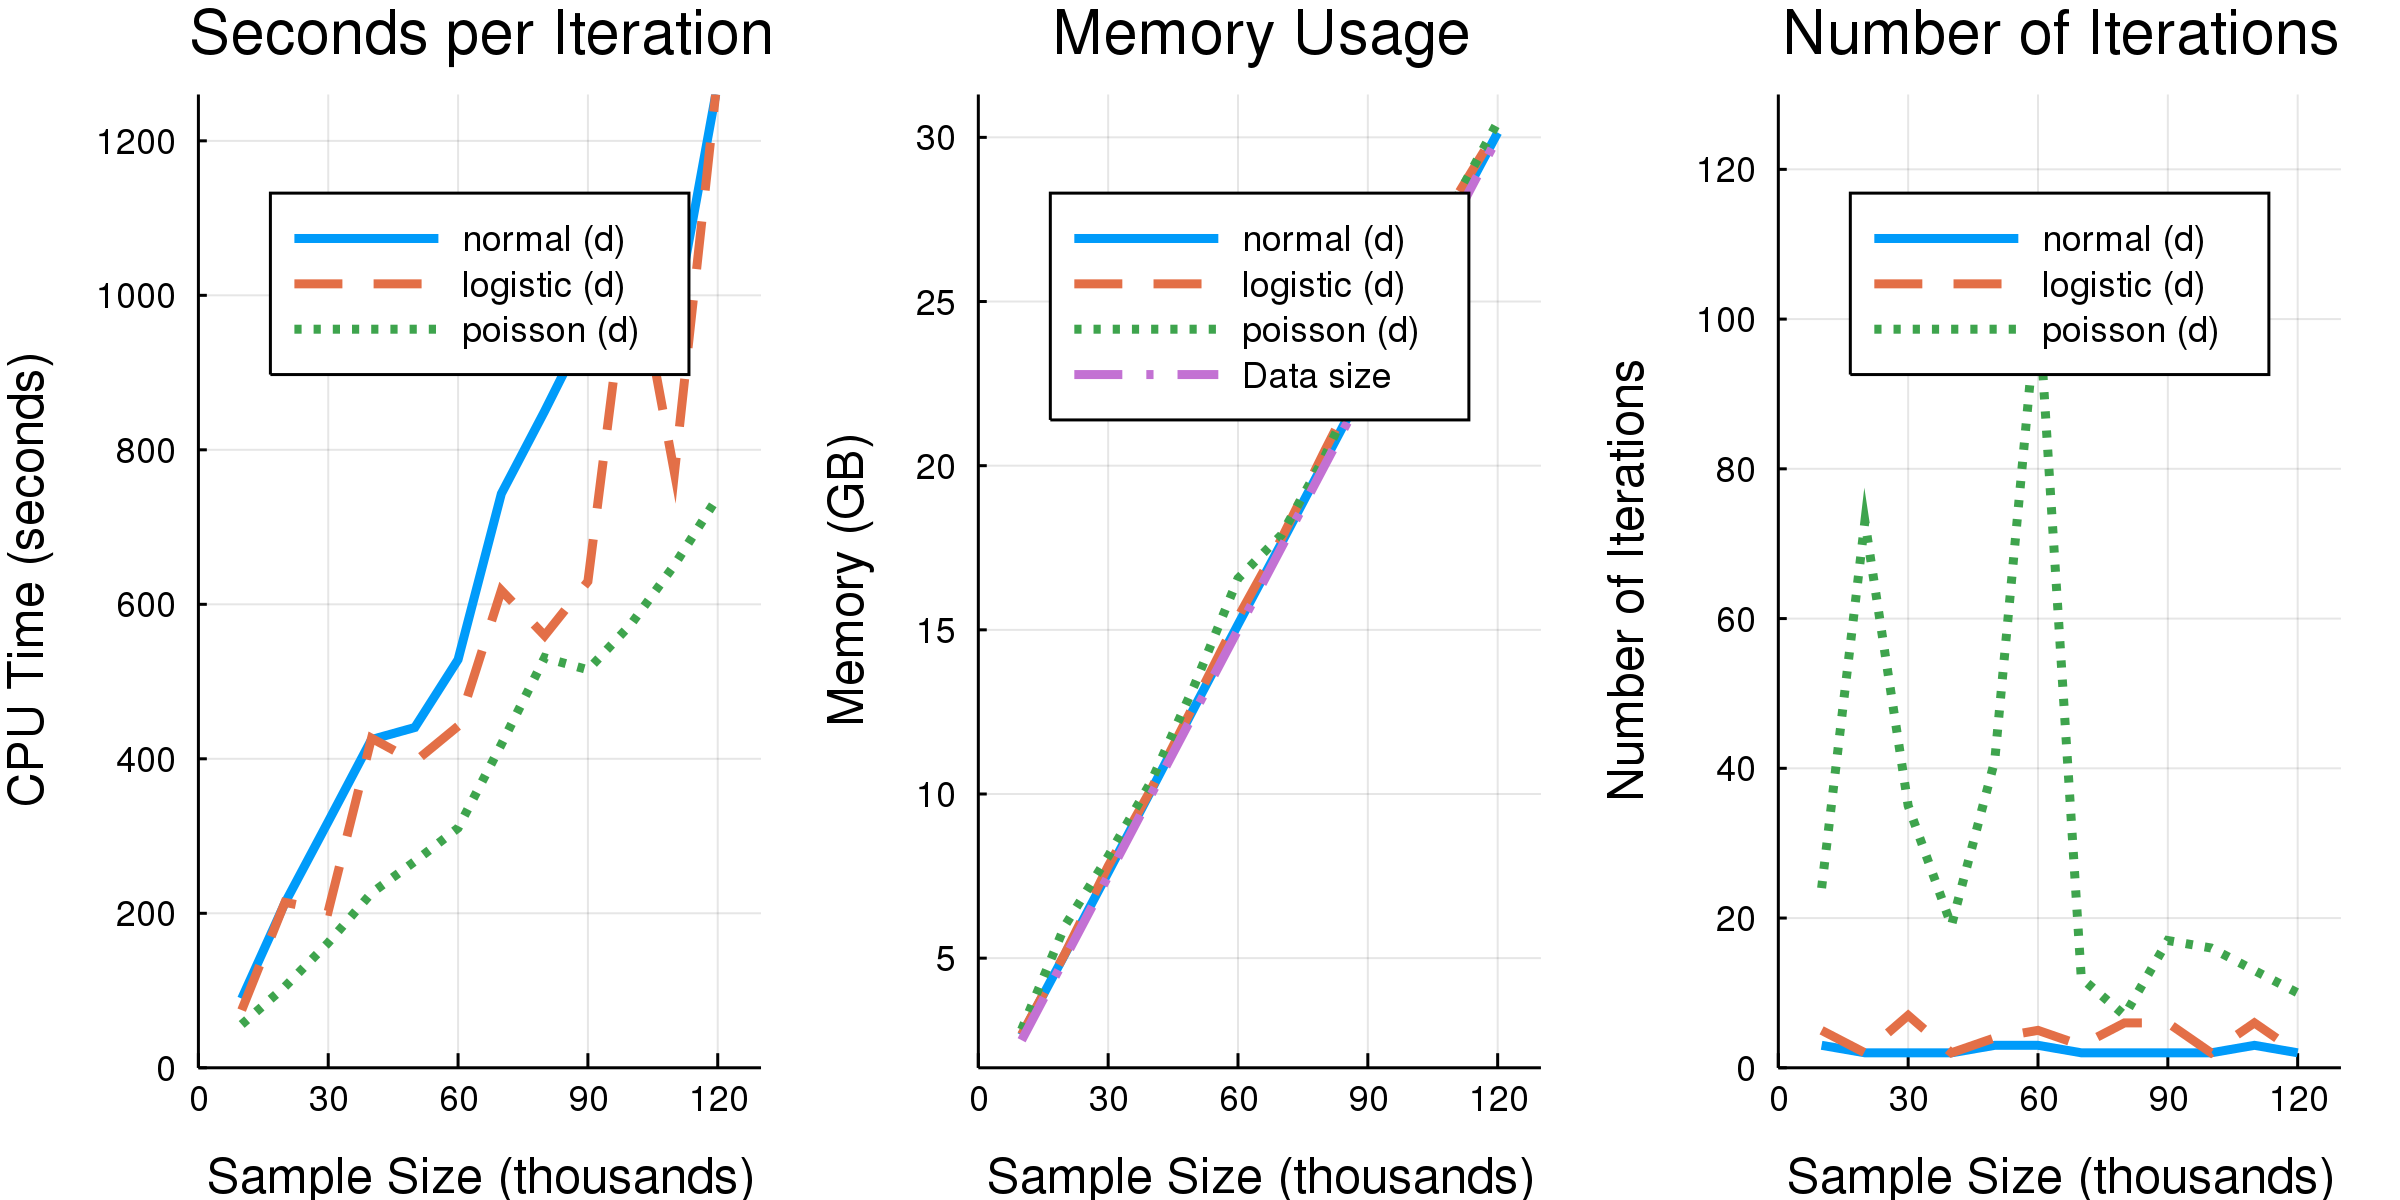 Seconds per Iteration
CPU Time (seconds)
1200
1000
800
600
400
200
0
normal (d)
logistic (d)
poisson (d)
0 30 60 90 120
Sample Size (thousands)
Memory Usage
Memory (GB)
30
25
20
15
10
5
normal (d)
logistic (d)
poisson (d)
Data size
0 30 60 90 120
Sample Size (thousands)
Number of Iterations
Number of Iterations
120
100
80
60
40
20
0
normal (d)
logistic (d)
poisson (d)
0 30 60 90 120
Sample Size (thousands)